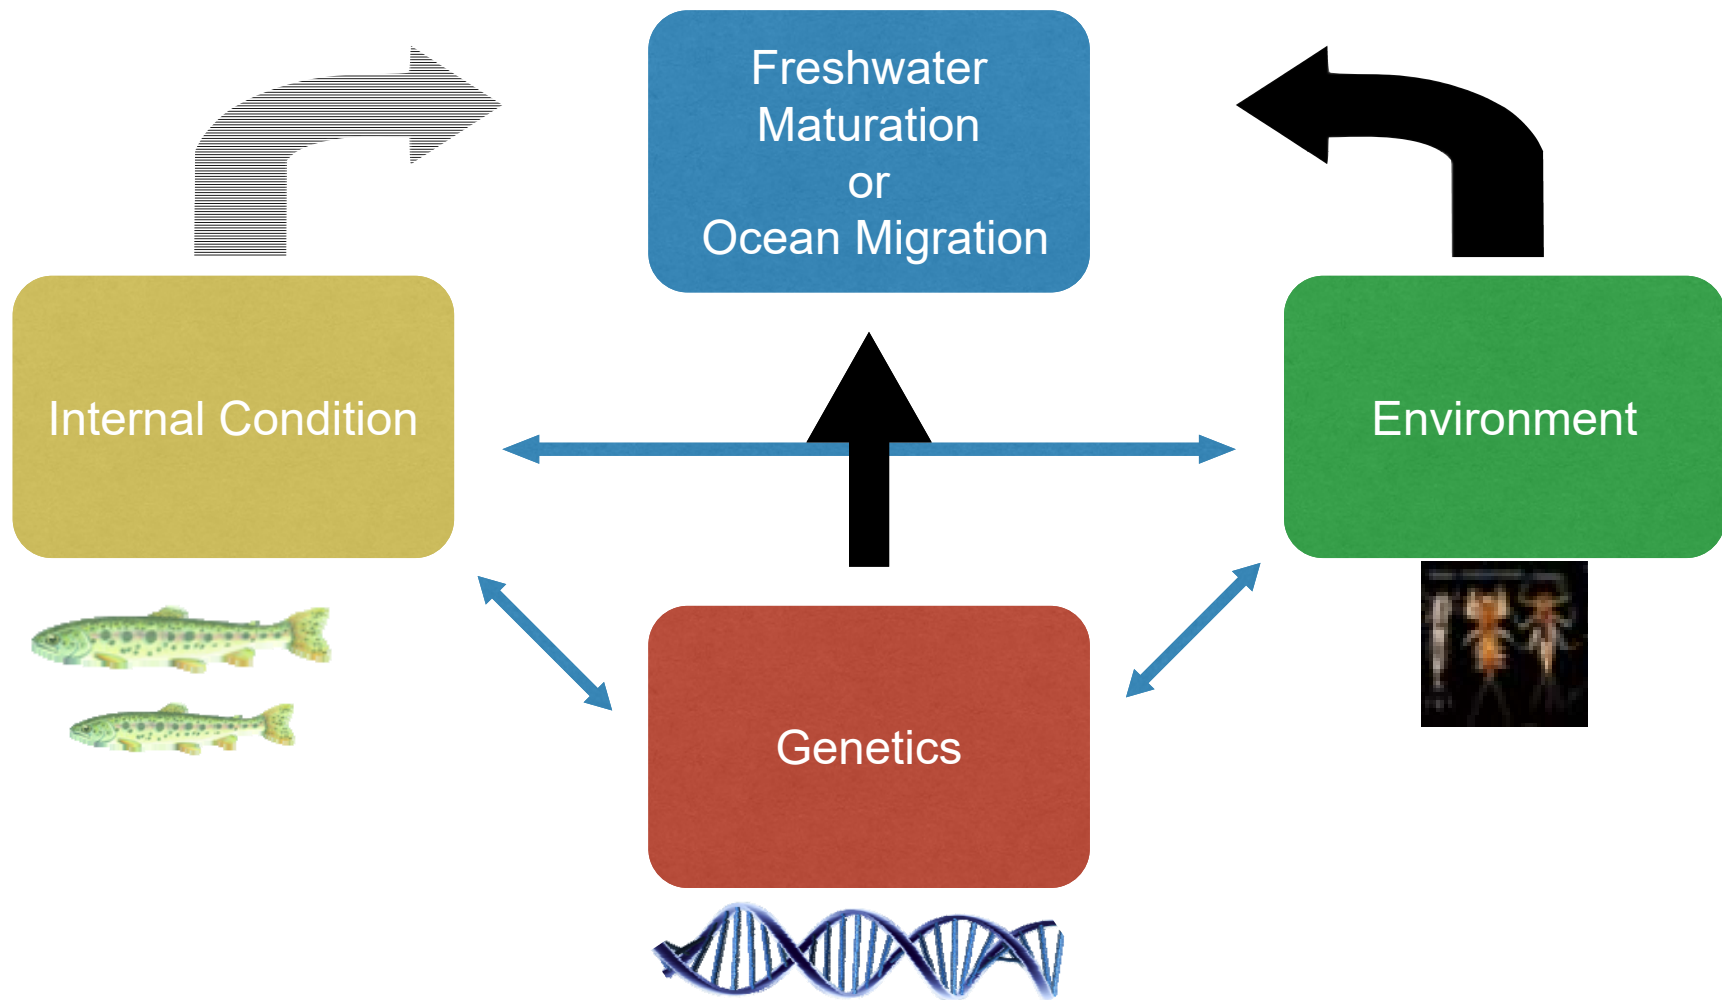 Freshwater
Maturation
or
Ocean Migration
Internal Condition
Environment
Genetics